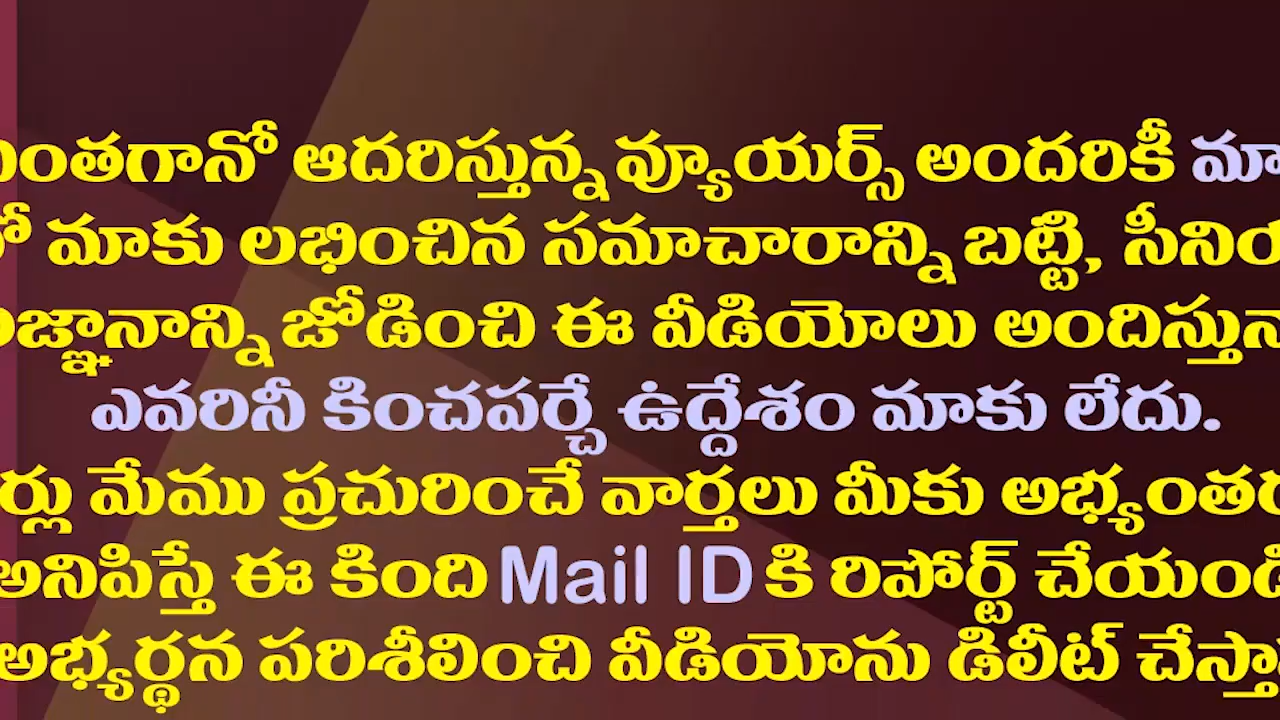 ఎంతగానో ఆదరిస్తున్న వ్యూయర్స్ అందరికీ మా
మాకు లభించిన సమాచారాన్ని బట్టి, సీనియ
జ్ఞానాన్ని జోడించి ఈ వీడియోలు అందిస్తున
ఎవరినీ కించపర్చే ఉద్దేశం మాకు లేదు.
మేము ప్రచురించే వార్తలు మీకు అభ్యంతర
అనిపిస్తే ఈ కింది Mail ID కి రిపోర్ట్ చేయండి
అభ్యర్థన పరిశీలించి వీడియోను డిలీట్ చేస్తా